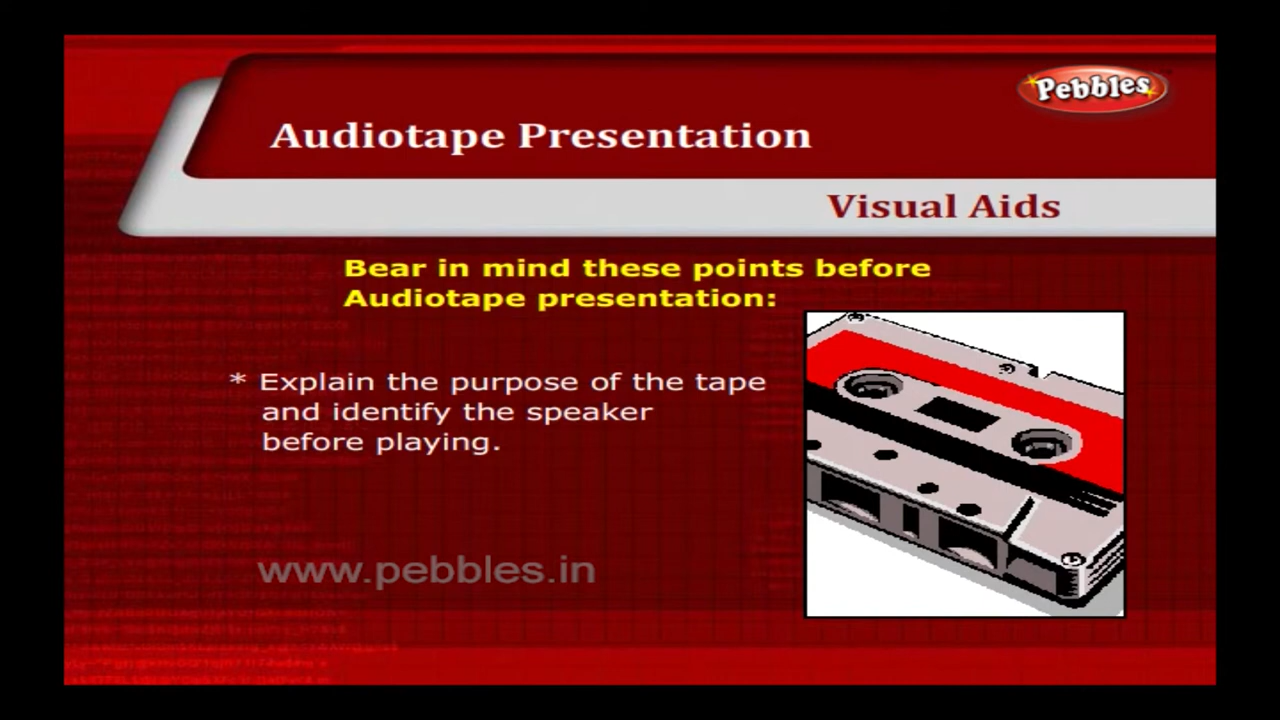 Pebbles
Audiotape Presentation
Visual Aids
Bear in mind these points before
Audiotape presentation:
* Explain the purpose of the tape
and identify the speaker
before playing.
www.pebbles.in